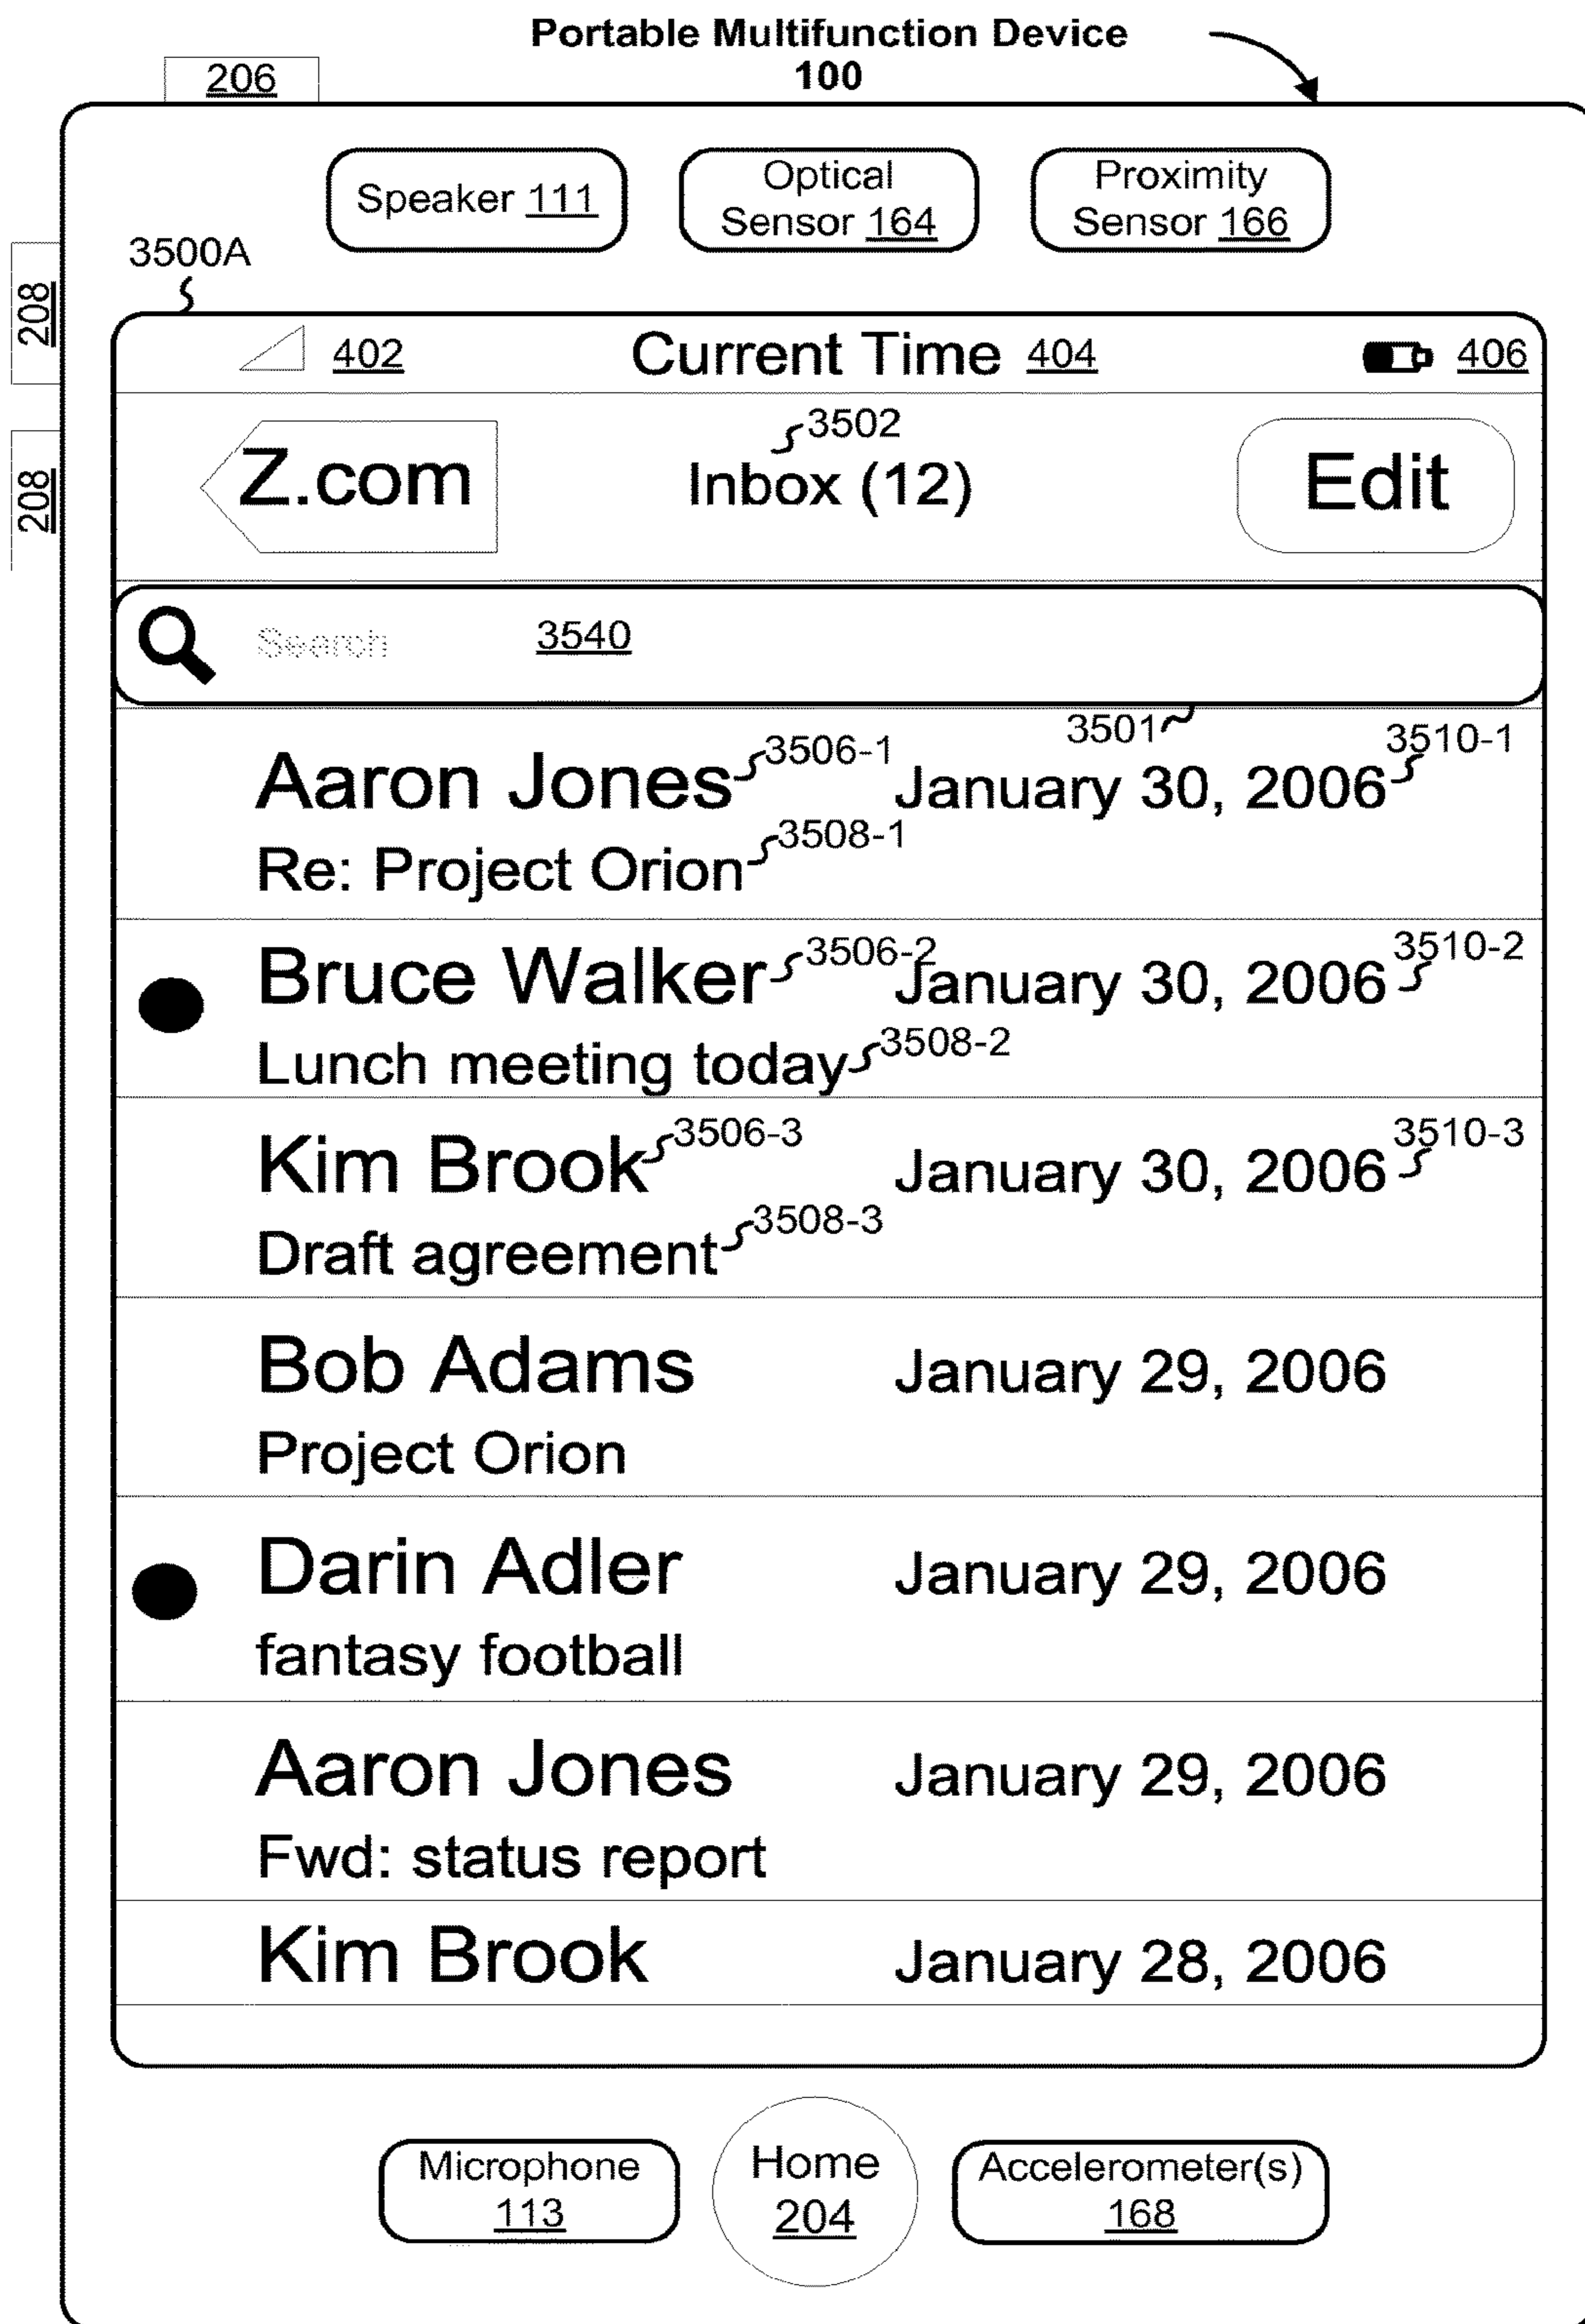 Portable Multifunction Device
100
206
Speaker 111
Optical
Sensor 164
Proximity
Sensor 166
3500A
208
208
402
Current Time 404
406
Z.com
3502
Inbox (12)
Edit
Search
3540
3501
Aaron Jones
3506-1
January 30, 2006
3510-1
Re: Project Orion
3508-1
Bruce Walker
3506-2
January 30, 2006
3510-2
Lunch meeting today
3508-2
Kim Brook
3506-3
January 30, 2006
3510-3
Draft agreement
3508-3
Bob Adams
January 29, 2006
Project Orion
Darin Adler
January 29, 2006
fantasy football
Aaron Jones
January 29, 2006
Fwd: status report
Kim Brook
January 28, 2006
Microphone
113
Home
204
Accelerometer(s)
168